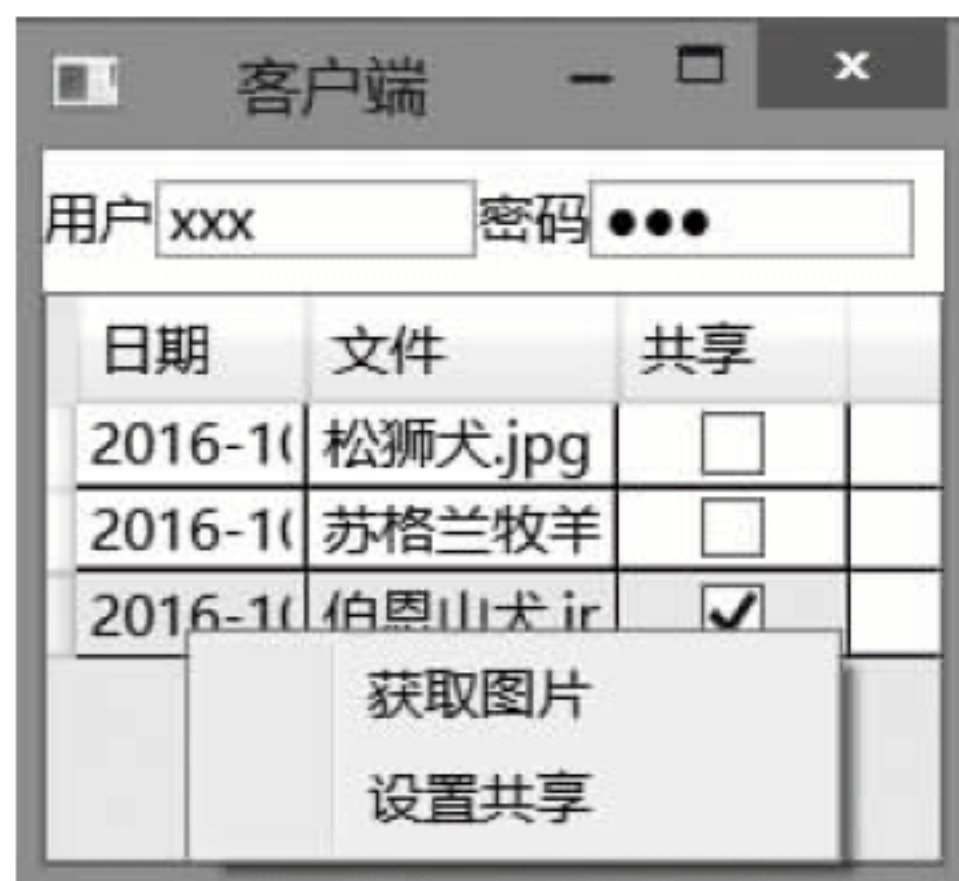 客户端
用户 xxx 密码 ●●●
日期 文件 共享
2016-1( 松狮犬.jpg
2016-1( 苏格兰牧羊
2016-1( 伯恩山犬.jp
获取图片
设置共享